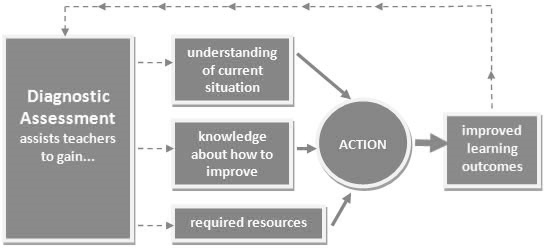 Diagnostic
Assessment
assists teachers
to gain...
understanding
of current
situation
knowledge
about how to
improve
required resources
ACTION
improved
learning
outcomes